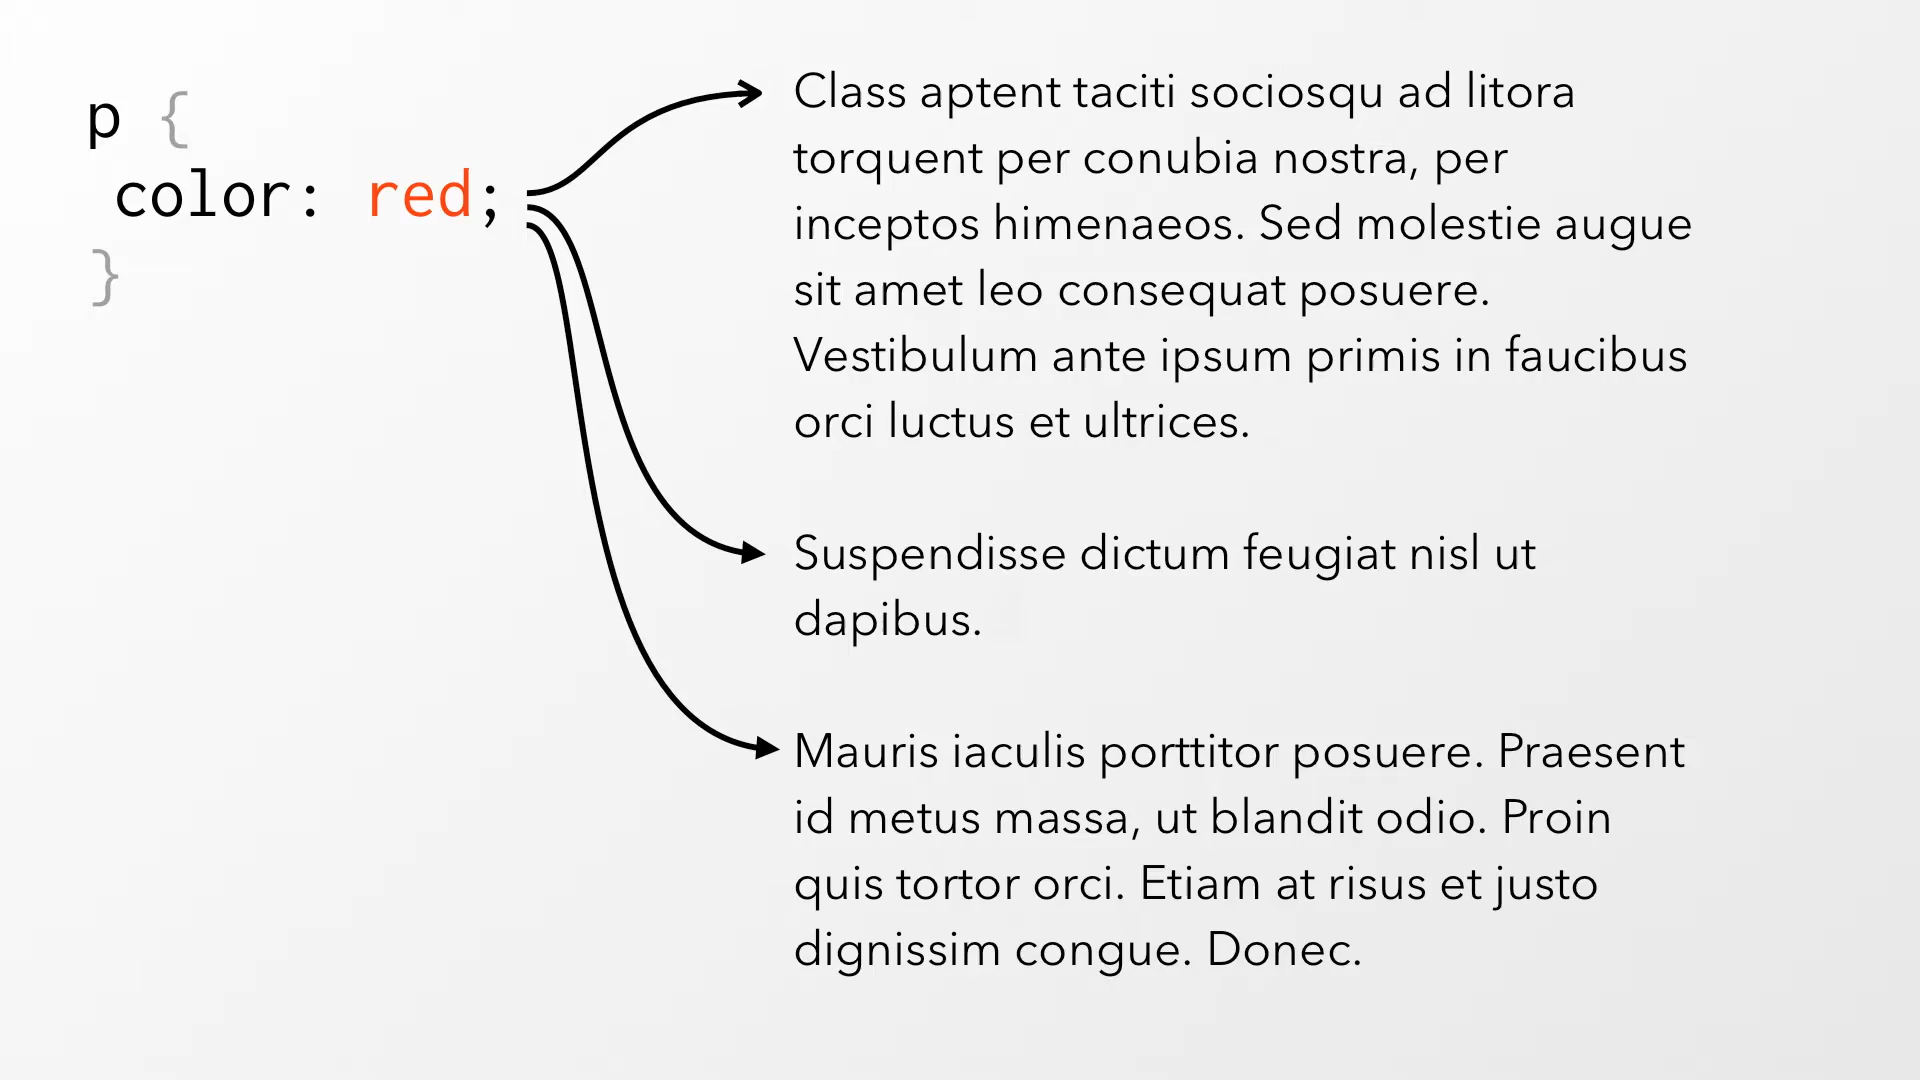 p {
color: red;
}
Class aptent taciti sociosqu ad litora
torquent per conubia nostra, per
inceptos himenaeos. Sed molestie augue
sit amet leo consequat posuere.
Vestibulum ante ipsum primis in faucibus
orci luctus et ultrices.
Suspendisse dictum feugiat nisl ut
dapibus.
Mauris iaculis porttitor posuere. Praesent
id metus massa, ut blandit odio. Proin
quis tortor orci. Etiam at risus et justo
dignissim congue. Donec.